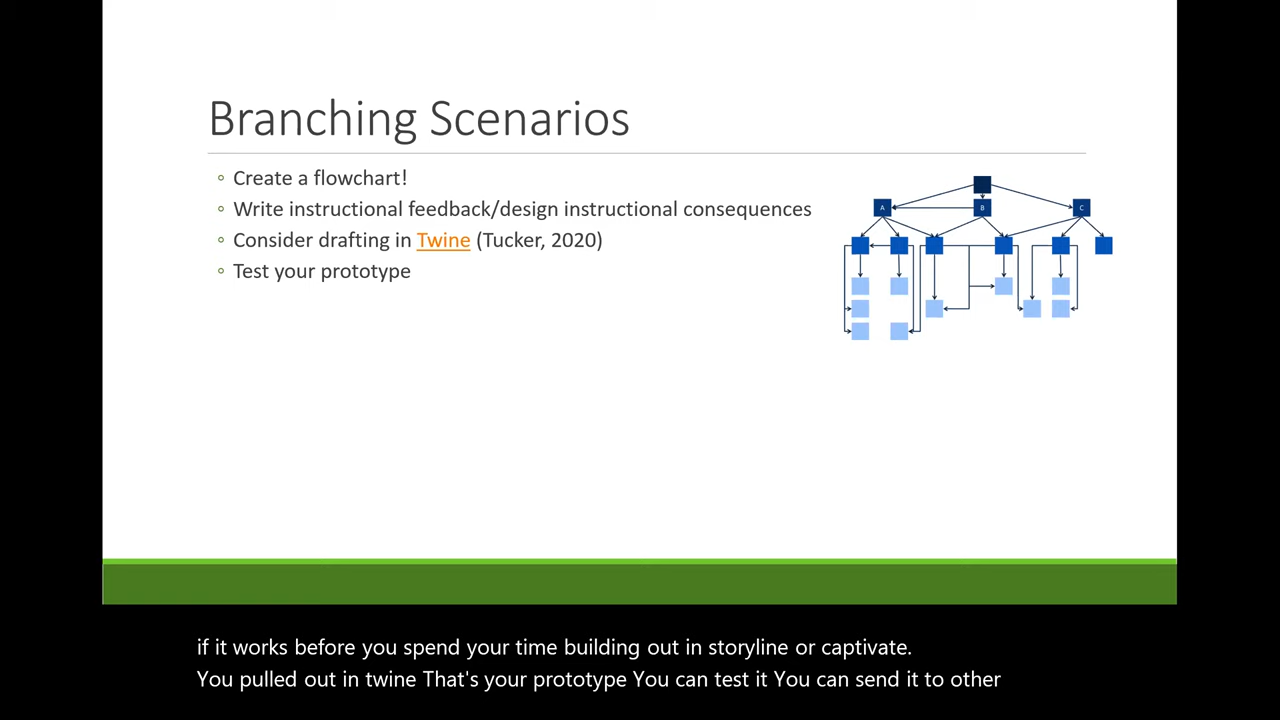 Branching Scenarios
◦ Create a flowchart!
◦ Write instructional feedback/design instructional consequences
◦ Consider drafting in Twine (Tucker, 2020)
◦ Test your prototype
A B C
if it works before you spend your time building out in storyline or captivate.
You pulled out in twine That's your prototype You can test it You can send it to other